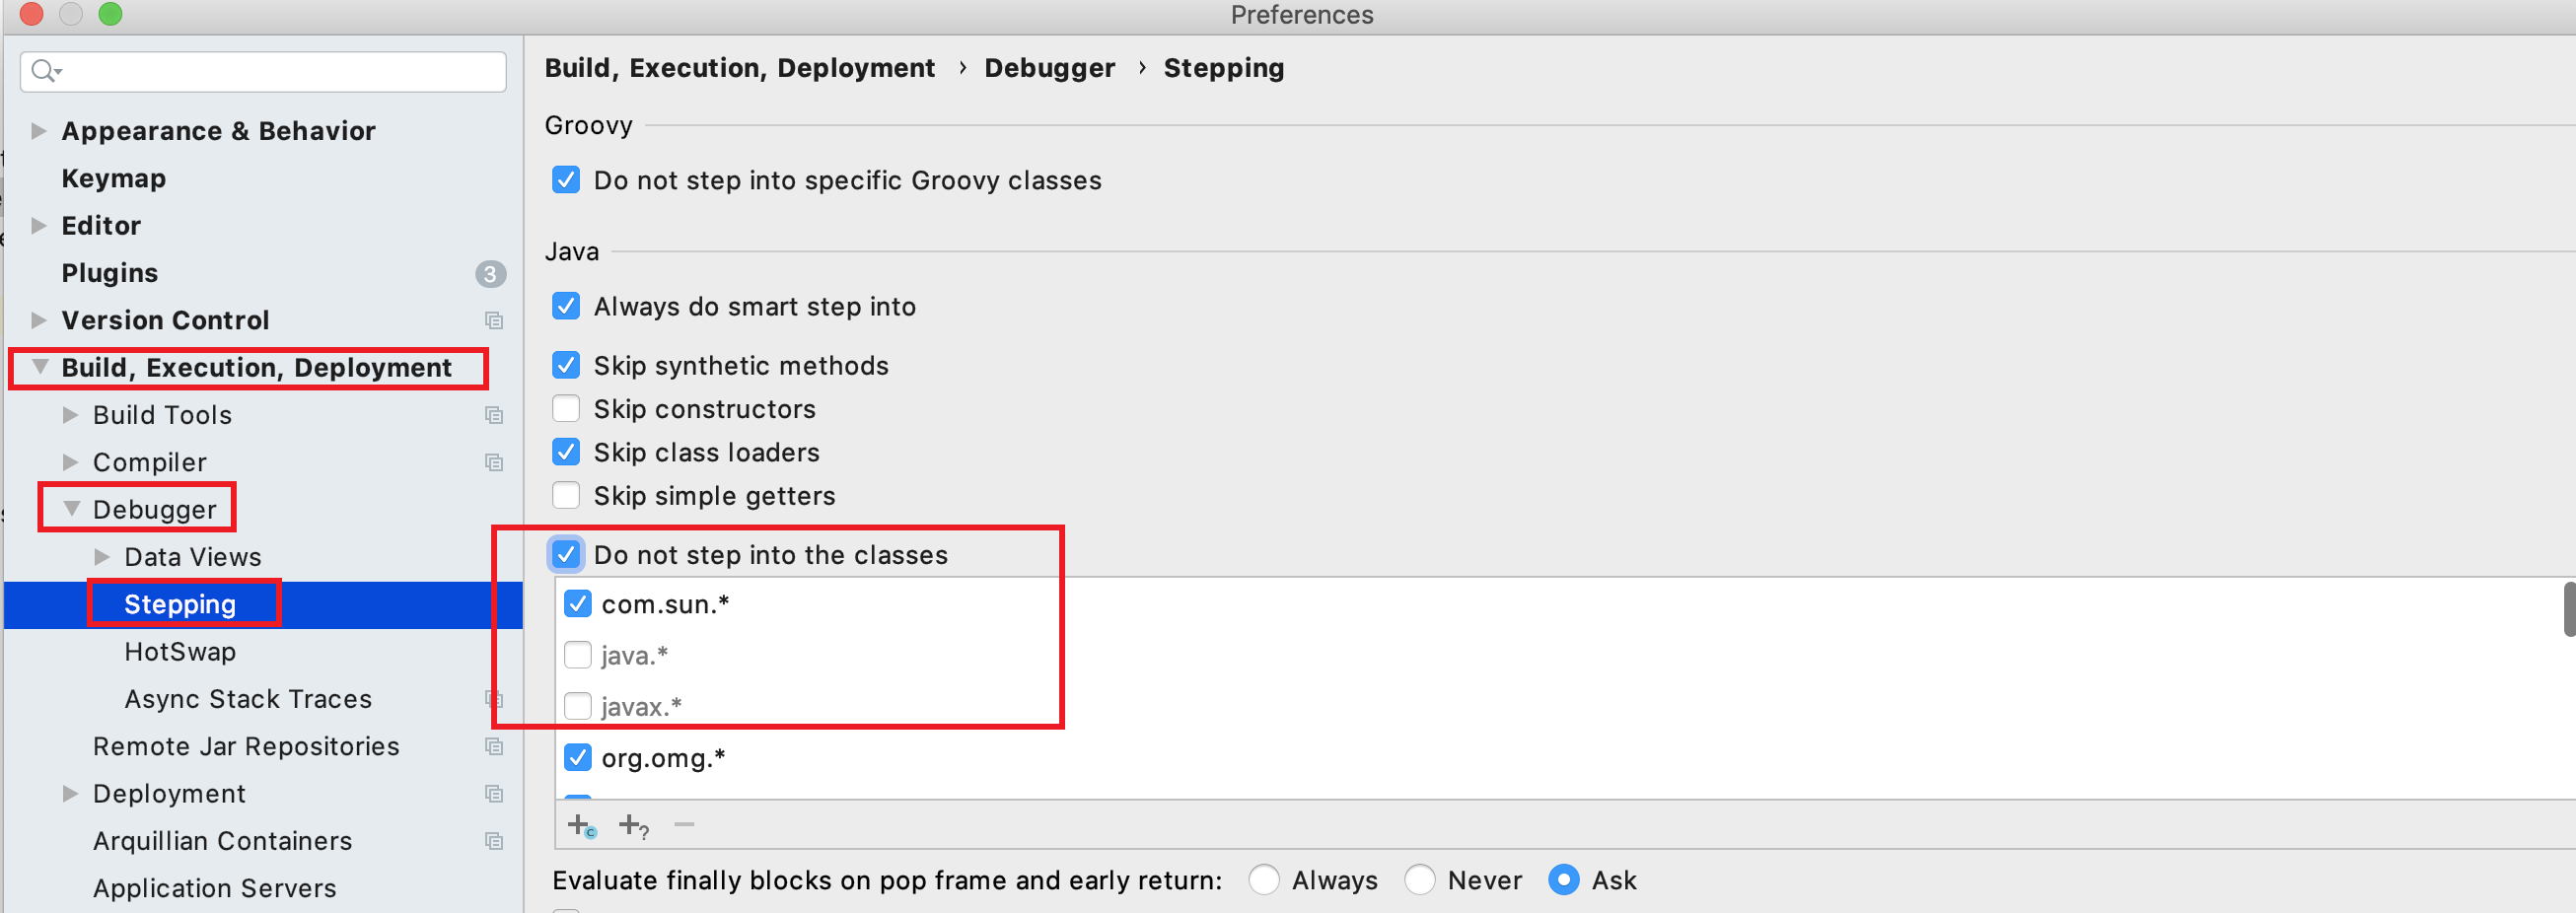 Preferences
Build, Execution, Deployment › Debugger › Stepping
Appearance & Behavior
Keymap
Editor
Plugins 3
Version Control
Build, Execution, Deployment
Build Tools
Compiler
Debugger
Data Views
Stepping
HotSwap
Async Stack Traces
Remote Jar Repositories
Deployment
Arquillian Containers
Application Servers
Groovy
Do not step into specific Groovy classes
Java
Always do smart step into
Skip synthetic methods
Skip constructors
Skip class loaders
Skip simple getters
Do not step into the classes
com.sun.*
java.*
javax.*
org.omg.*
Evaluate finally blocks on pop frame and early return: Always Never Ask